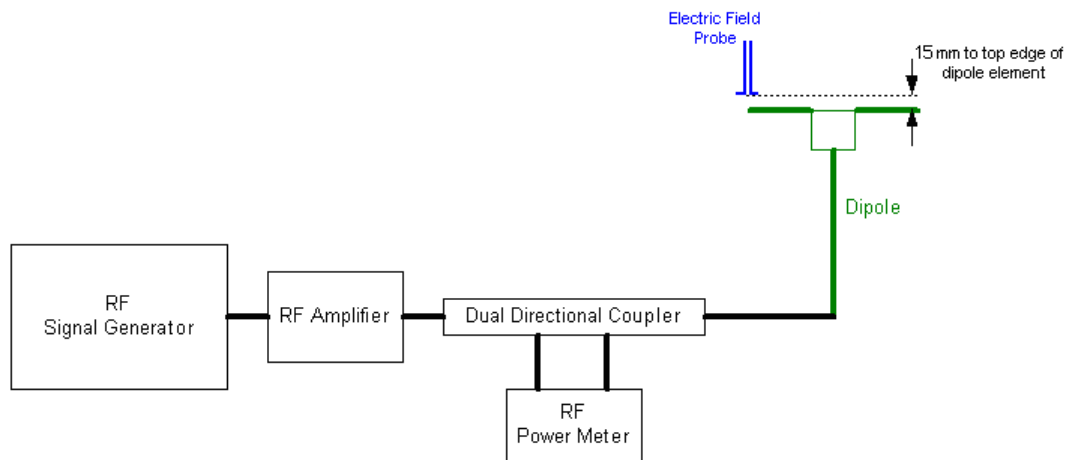 Electric Field
Probe
15 mm to top edge of
dipole element
Dipole
RF
Signal Generator
RF Amplifier
Dual Directional Coupler
RF
Power Meter